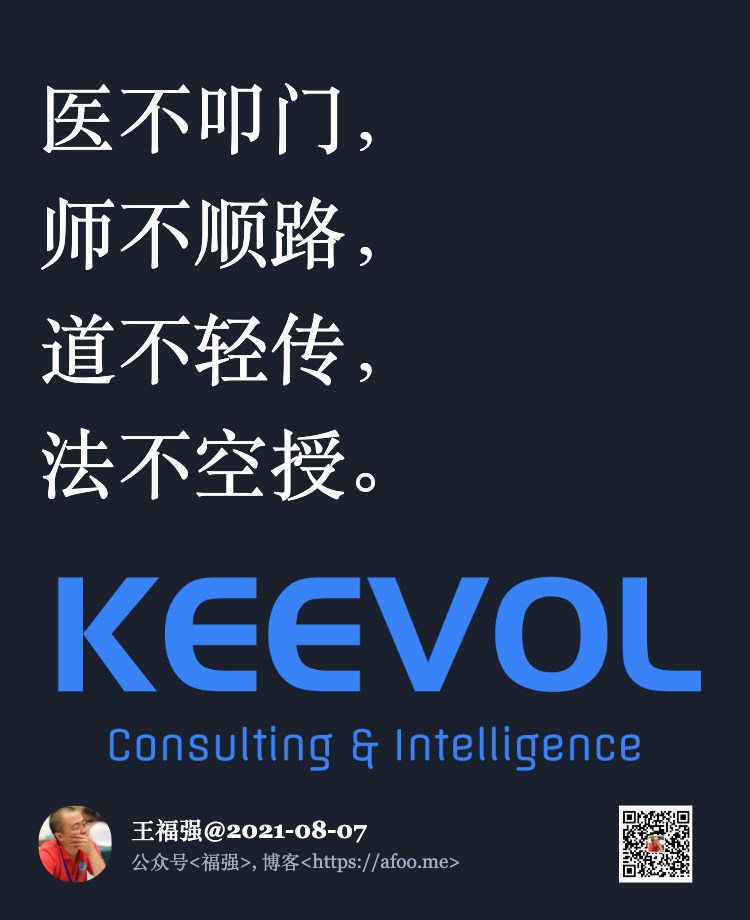 医不叩门，
师不顺路，
道不轻传，
法不空授。
KEEVOL
Consulting & Intelligence
王福强@2021-08-07
公众号<福强>, 博客<https://afoo.me>